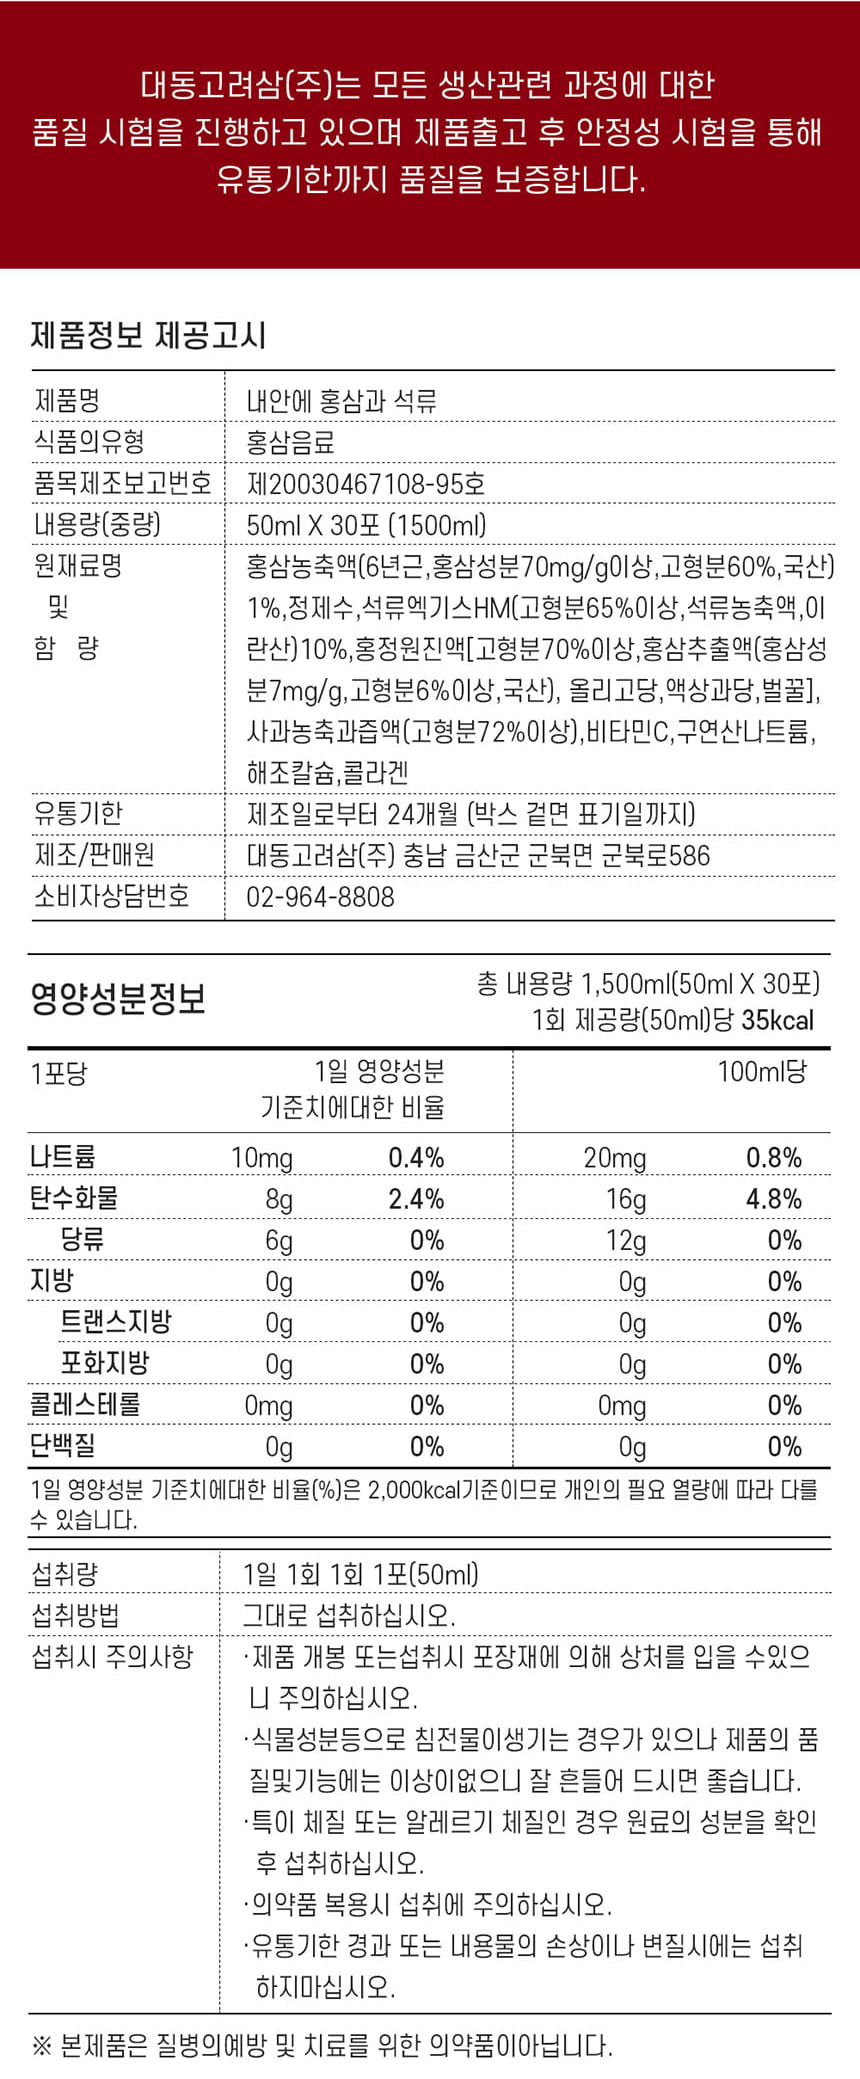 대동고려삼(주)는 모든 생산관련 과정에 대한
품질 시험을 진행하고 있으며 제품출고 후 안정성 시험을 통해
유통기한까지 품질을 보증합니다.
제품정보 제공고시
제품명 내안에 홍삼과 석류
식품의유형 홍삼음료
품목제조보고번호 제20030467108-95호
내용량(중량) 50ml X 30포 (1500ml)
원재료명 홍삼농축액(6년근,홍삼성분70mg/g이상,고형분60%,국산)
및 1%,정제수,석류엑기스HM(고형분65%이상,석류농축액,이
함 량 란산)10%,홍정원진액[고형분70%이상,홍삼추출액(홍삼성
분7mg/g,고형분6%이상,국산), 올리고당,액상과당,벌꿀],
사과농축과즙액(고형분72%이상),비타민C,구연산나트륨,
해조칼슘,콜라겐
유통기한 제조일로부터 24개월 (박스 겉면 표기일까지)
제조/판매원 대동고려삼(주) 충남 금산군 군북면 군북로586
소비자상담번호 02-964-8808
영양성분정보 총 내용량 1,500ml(50ml X 30포)
1회 제공량(50ml)당 35kcal
1포당 1일 영양성분 100ml당
기준치에대한 비율
나트륨 10mg 0.4% 20mg 0.8%
탄수화물 8g 2.4% 16g 4.8%
당류 6g 0% 12g 0%
지방 0g 0% 0g 0%
트랜스지방 0g 0% 0g 0%
포화지방 0g 0% 0g 0%
콜레스테롤 0mg 0% 0mg 0%
단백질 0g 0% 0g 0%
1일 영양성분 기준치에대한 비율(%)은 2,000kcal기준이므로 개인의 필요 열량에 따라 다를
수 있습니다.
섭취량 1일 1회 1회 1포(50ml)
섭취방법 그대로 섭취하십시오.
섭취시 주의사항 ·제품 개봉 또는섭취시 포장재에 의해 상처를 입을 수있으
니 주의하십시오.
·식물성분등으로 침전물이생기는 경우가 있으나 제품의 품
질및기능에는 이상이없으니 잘 흔들어 드시면 좋습니다.
·특이 체질 또는 알레르기 체질인 경우 원료의 성분을 확인
후 섭취하십시오.
·의약품 복용시 섭취에 주의하십시오.
·유통기한 경과 또는 내용물의 손상이나 변질시에는 섭취
하지마십시오.
※ 본제품은 질병의예방 및 치료를 위한 의약품이아닙니다.